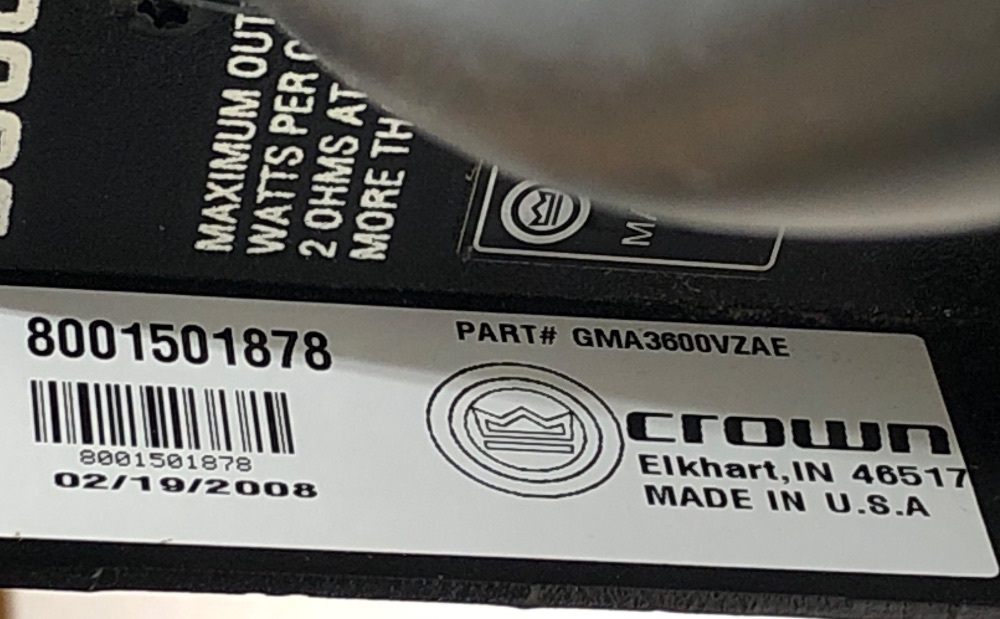 MAXIMUM OUT
WATTS PER
2 OHMS AT
MORE TH
8001501878
8001501878
02/19/2008
PART# GMA3600VZAE
crown
Elkhart,IN 46517
MADE IN U.S.A